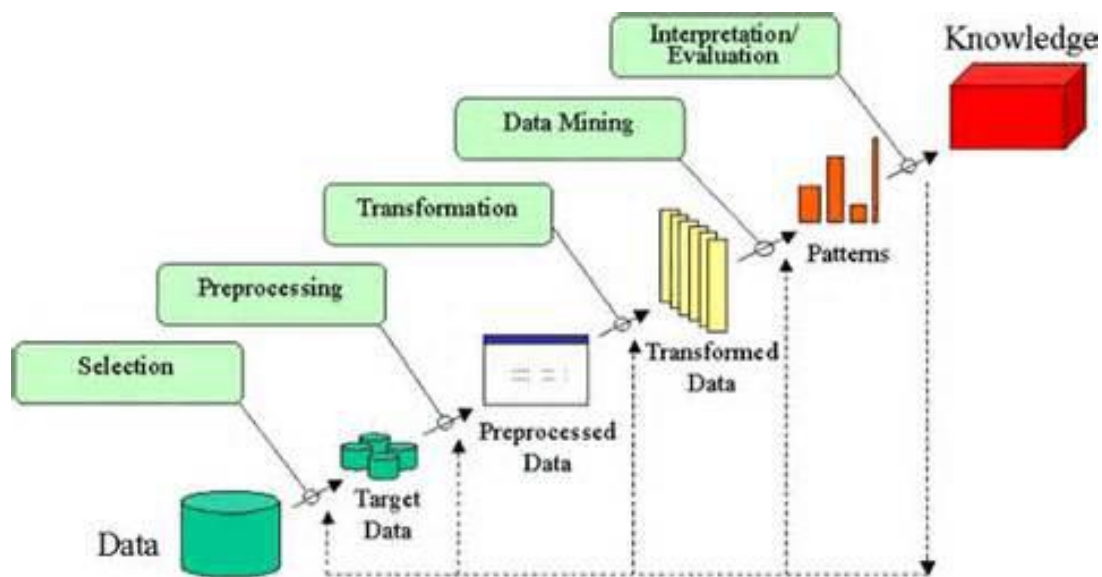 Interpretation/
Evaluation
Knowledge
Data Mining
Transformation
Patterns
Preprocessing
Transformed
Data
Selection
Preprocessed
Data
Target
Data
Data